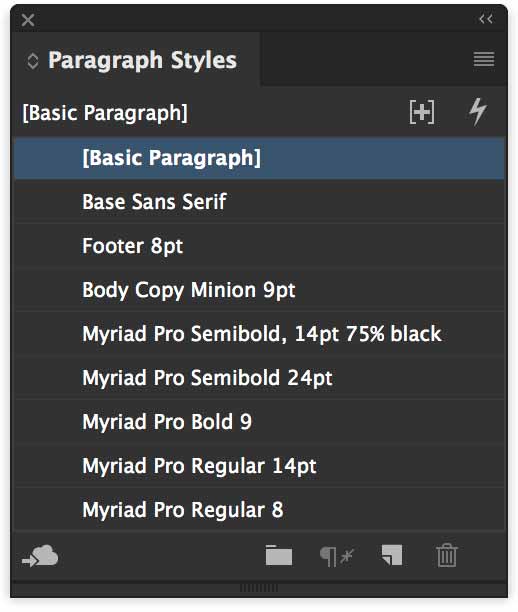 Paragraph Styles
[Basic Paragraph]
[Basic Paragraph]
Base Sans Serif
Footer 8pt
Body Copy Minion 9pt
Myriad Pro Semibold, 14pt 75% black
Myriad Pro Semibold 24pt
Myriad Pro Bold 9
Myriad Pro Regular 14pt
Myriad Pro Regular 8